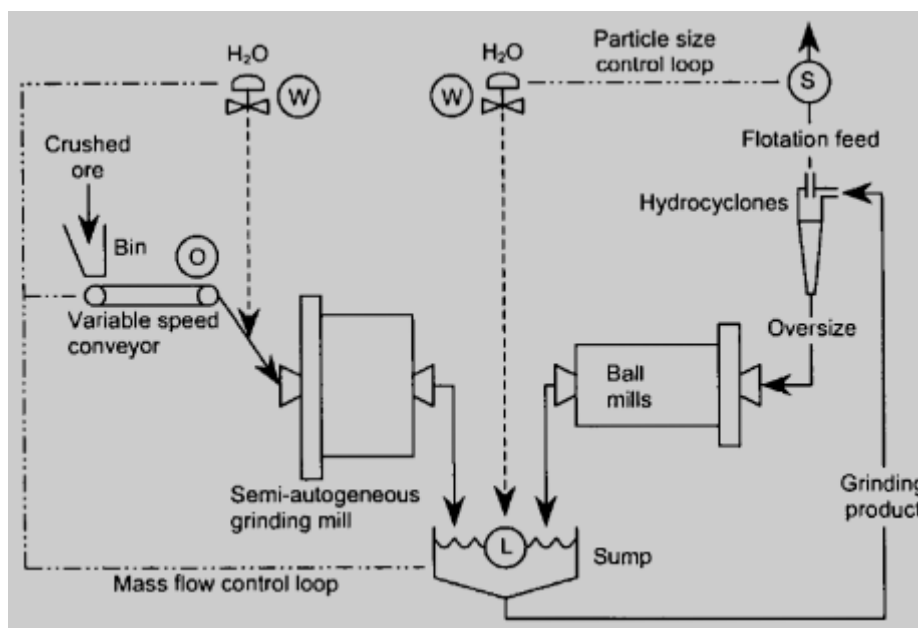 H₂O
W
Particle size
control loop
H₂O
W
S
Crushed
ore
Flotation feed
Hydrocyclones
Bin
O
Variable speed
conveyor
Oversize
Ball
mills
Semi-autogeneous
grinding mill
Grinding
product
L
Sump
Mass flow control loop